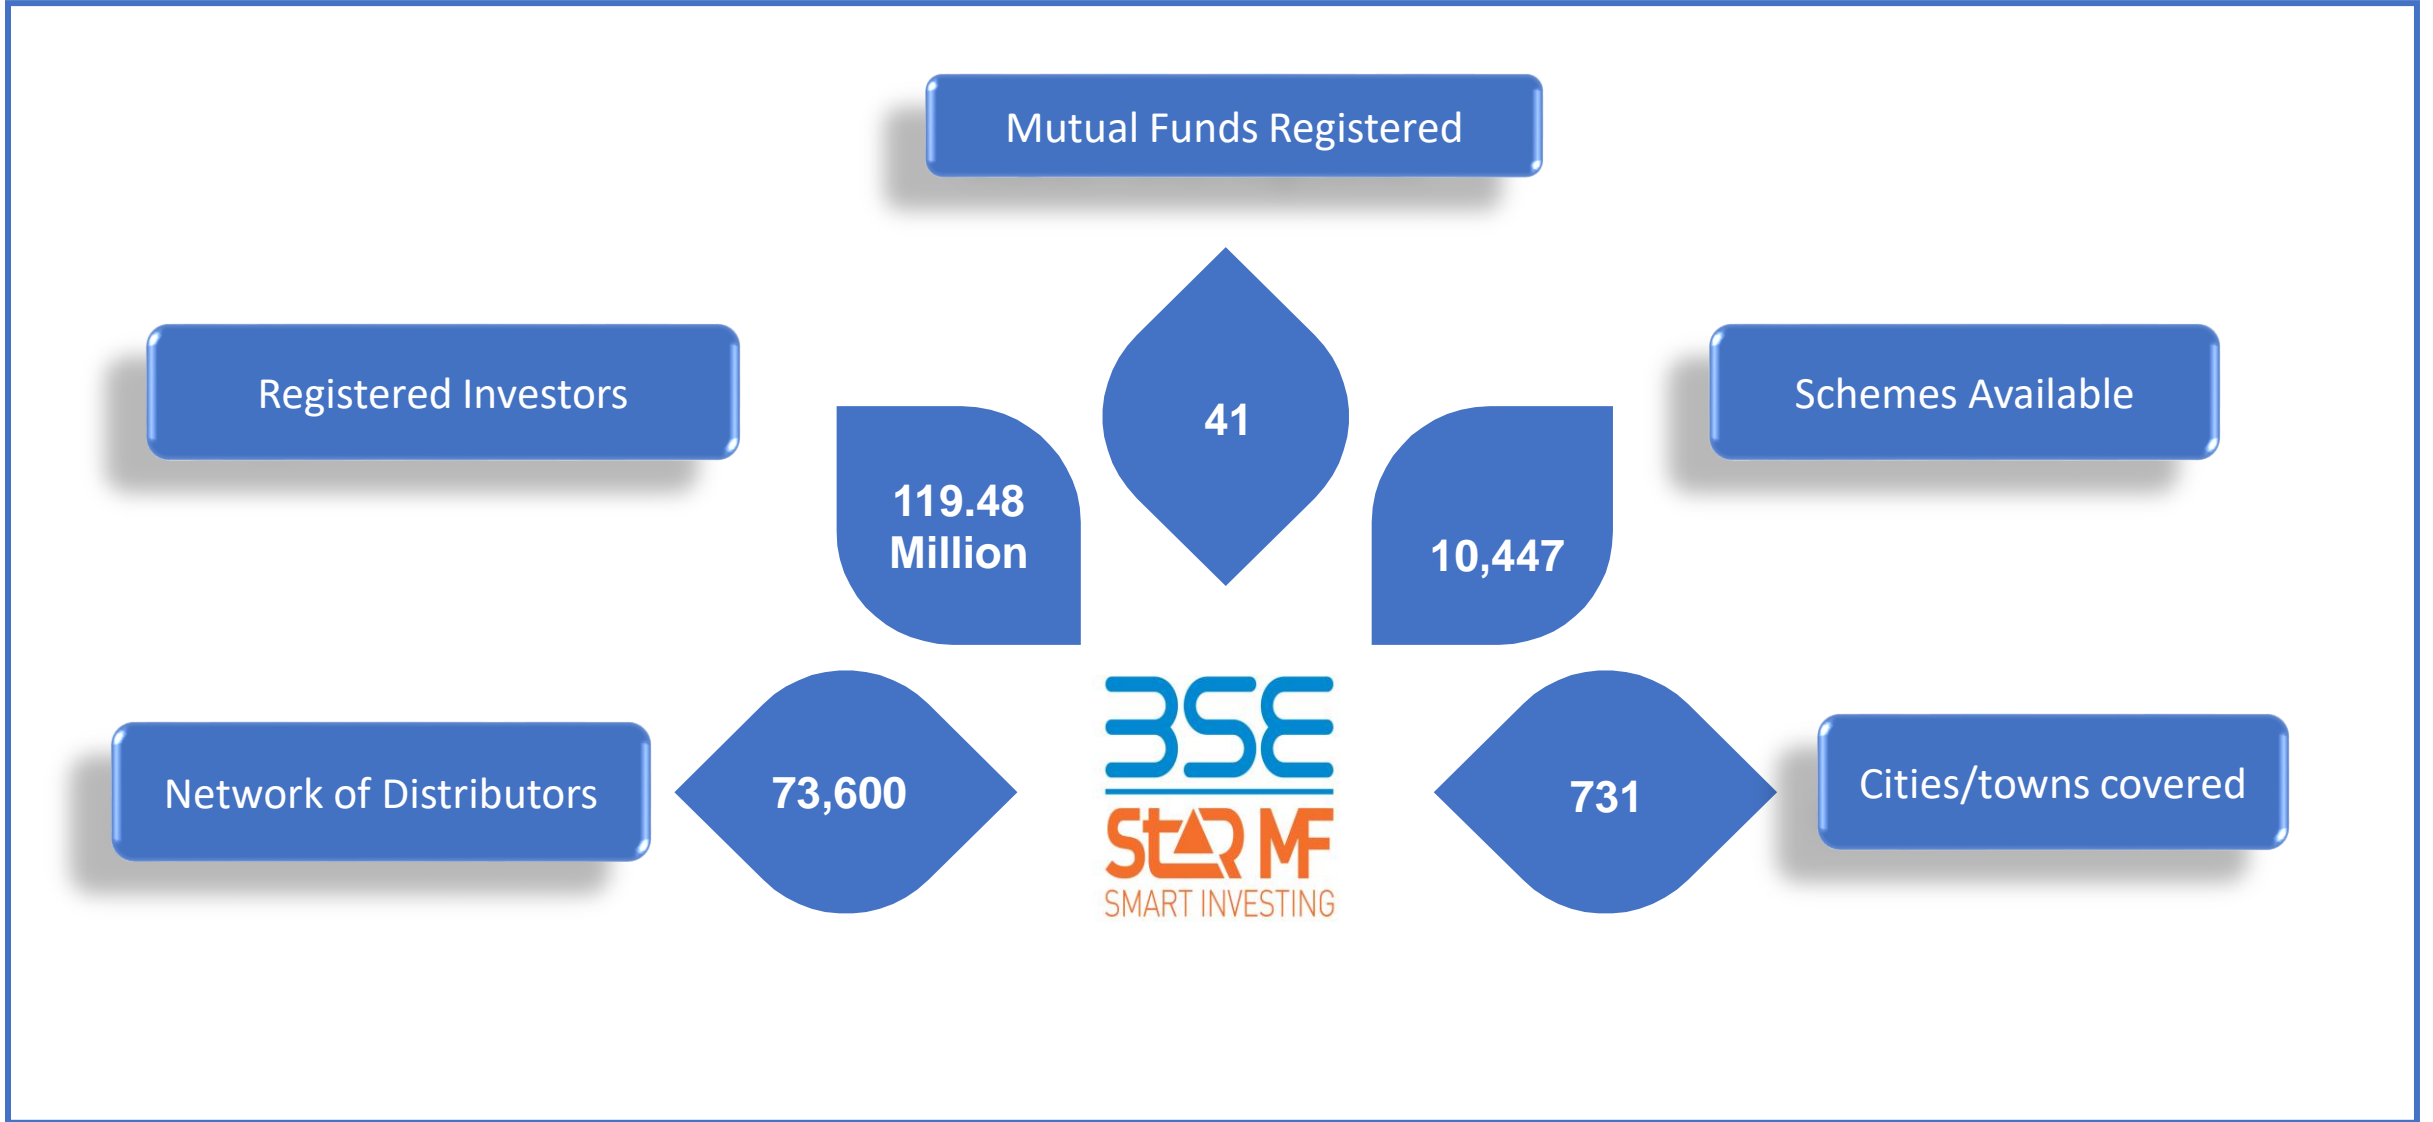 Mutual Funds Registered
Registered Investors
Schemes Available
41
119.48
Million
10,447
Network of Distributors
73,600
731
Cities/towns covered
BSE
StAR MF
SMART INVESTING